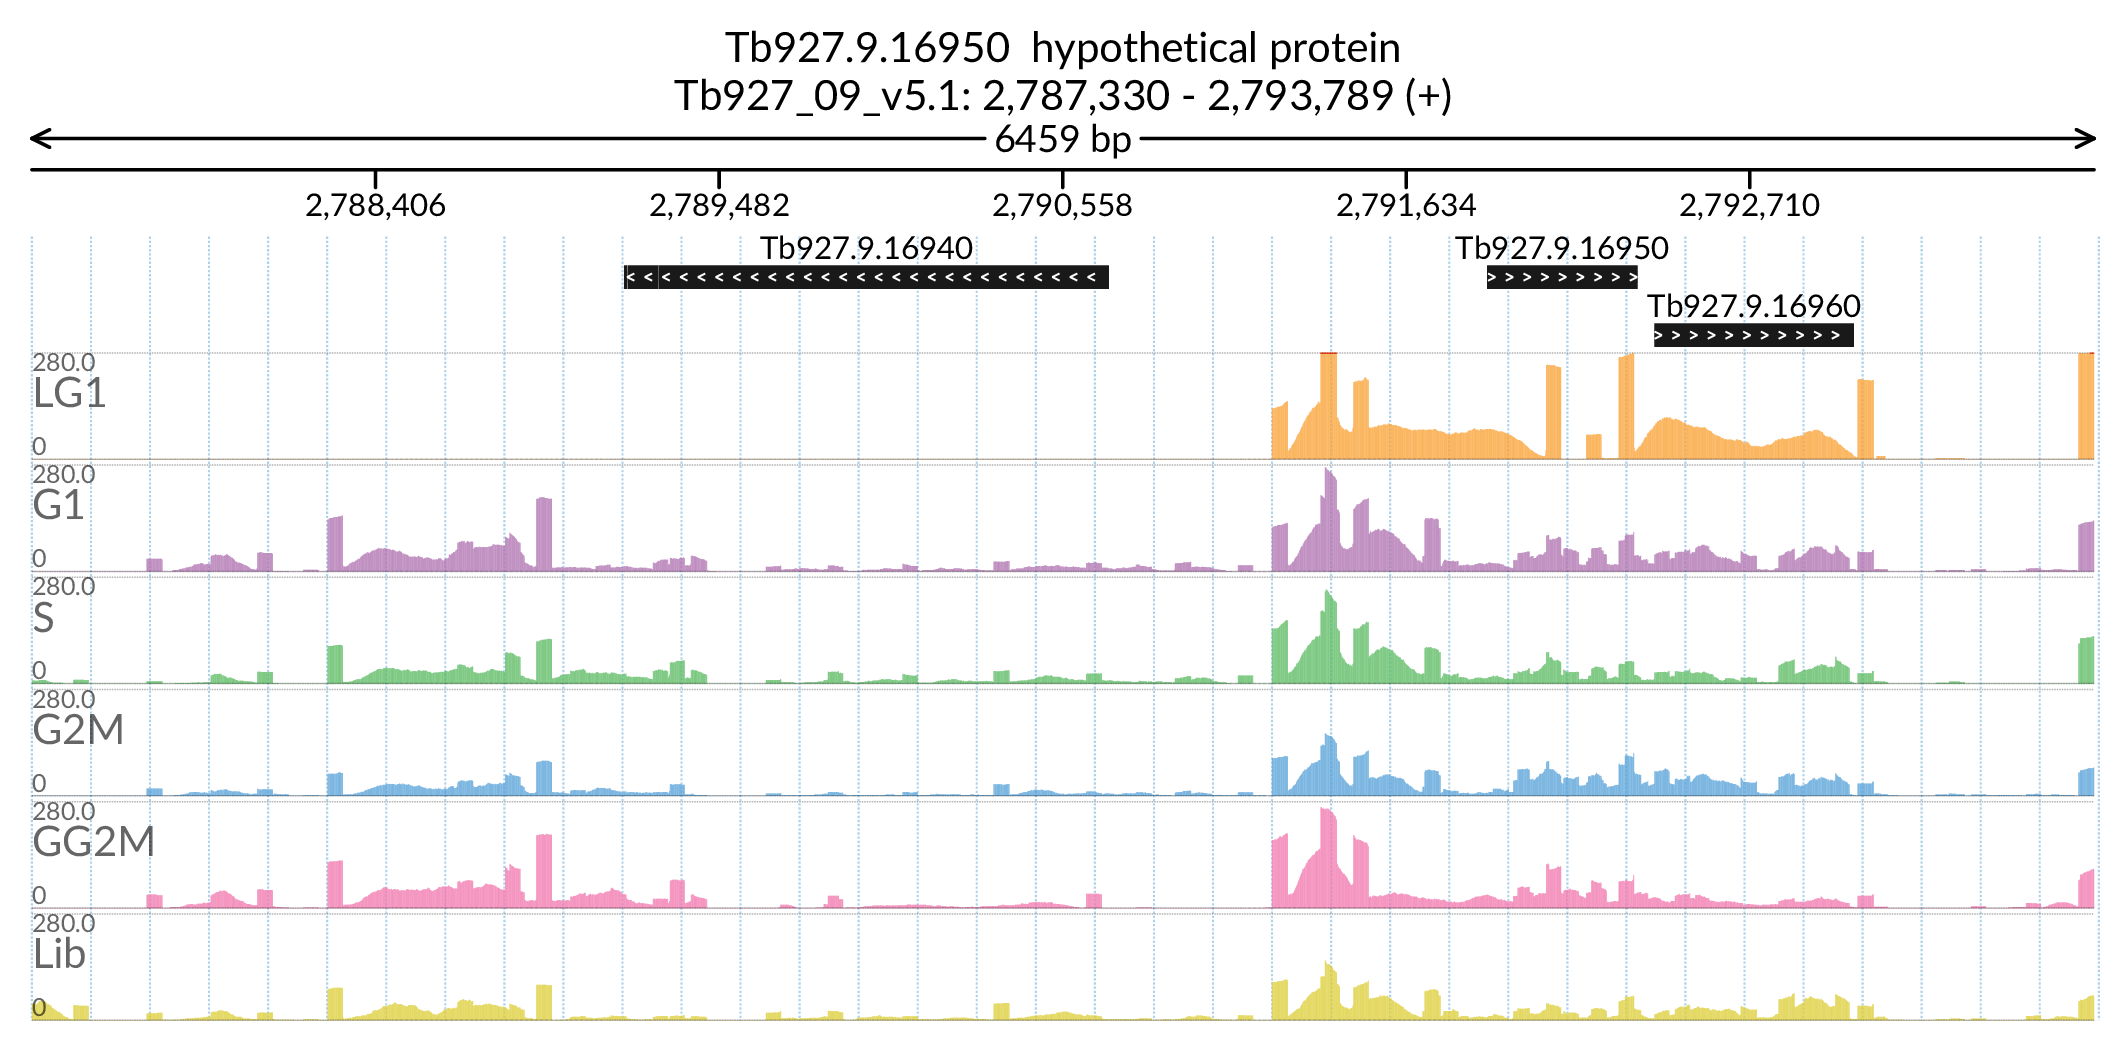 Tb927.9.16950  hypothetical protein
Tb927_09_v5.1: 2,787,330 - 2,793,789 (+)
6459 bp
2,788,406 2,789,482 2,790,558 2,791,634 2,792,710
Tb927.9.16940 Tb927.9.16950
Tb927.9.16960
280.0
LG1
0
280.0
G1
0
280.0
S
0
280.0
G2M
0
280.0
GG2M
0
280.0
Lib
0